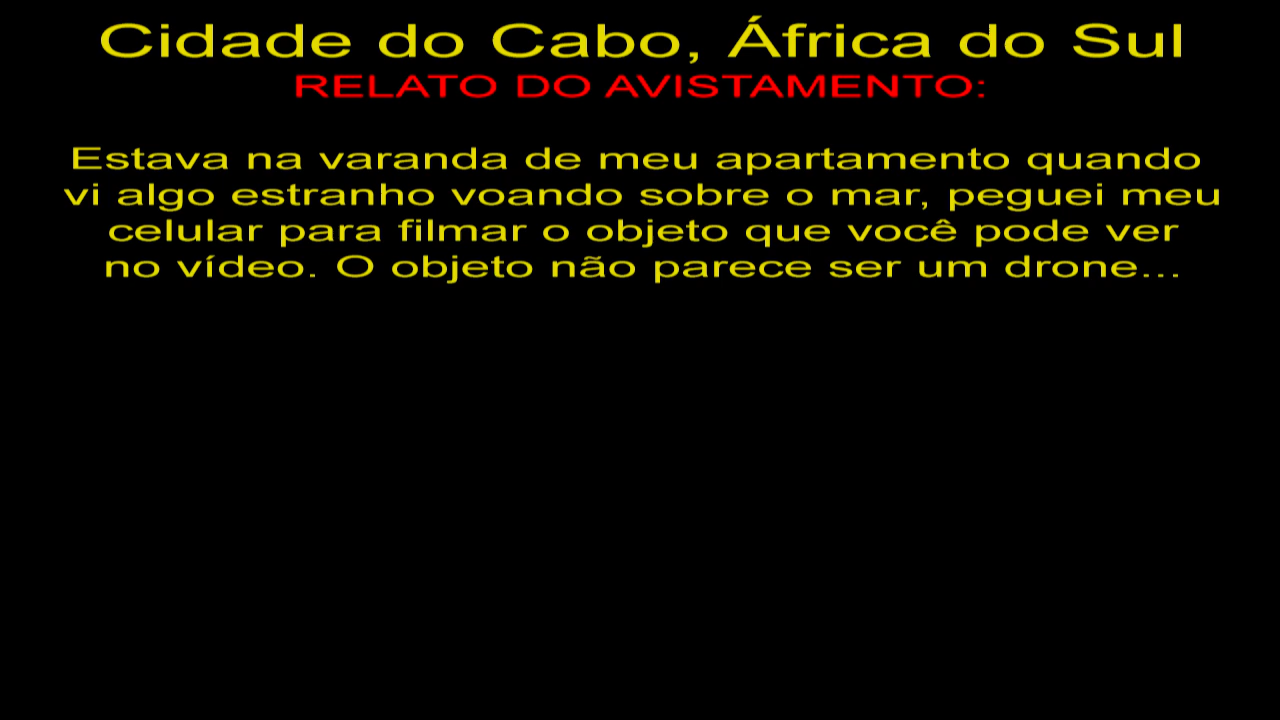 Cidade do Cabo, África do Sul
RELATO DO AVISTAMENTO:
Estava na varanda de meu apartamento quando
vi algo estranho voando sobre o mar, peguei meu
celular para filmar o objeto que você pode ver
no vídeo. O objeto não parece ser um drone...